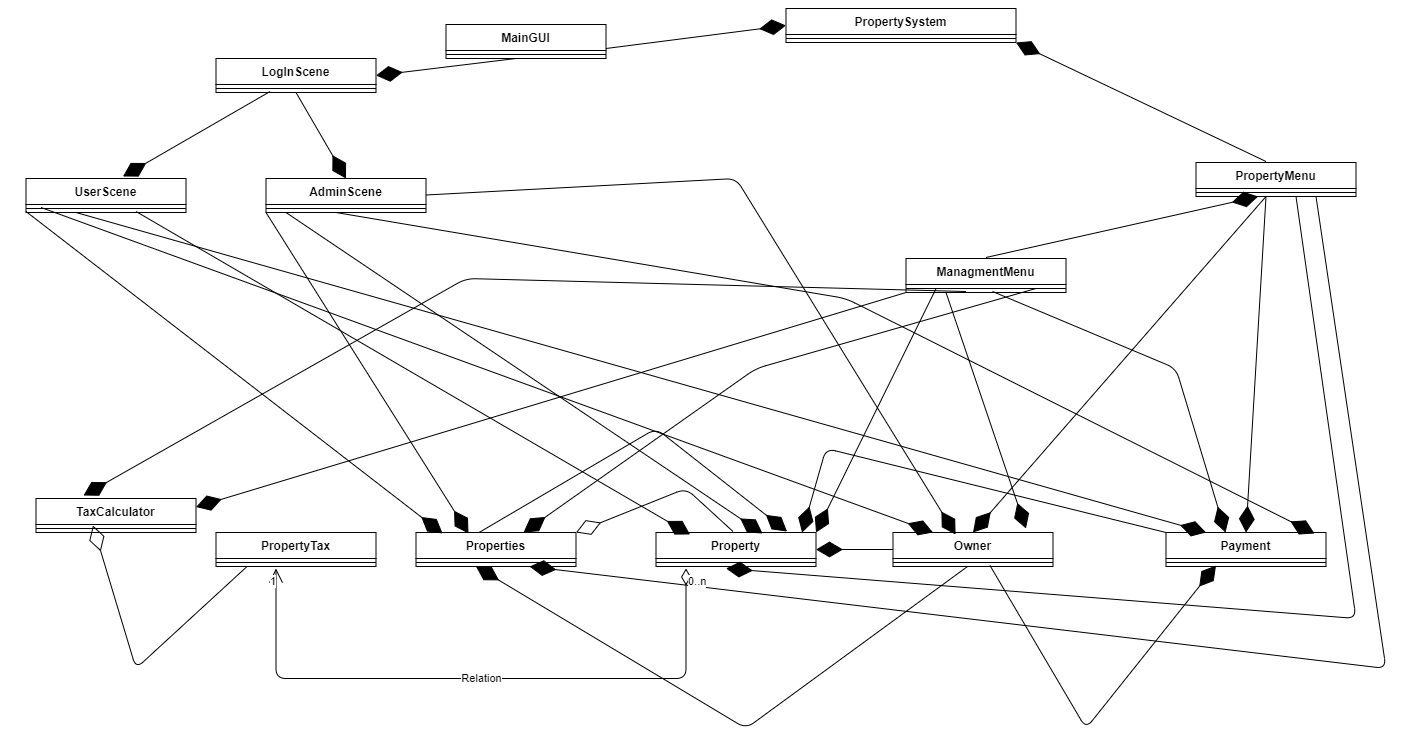 PropertySystem
MainGUI
LogInScene
UserScene
AdminScene
PropertyMenu
ManagmentMenu
TaxCalculator
PropertyTax
Properties
Property
Owner
Payment
1
0..n
Relation